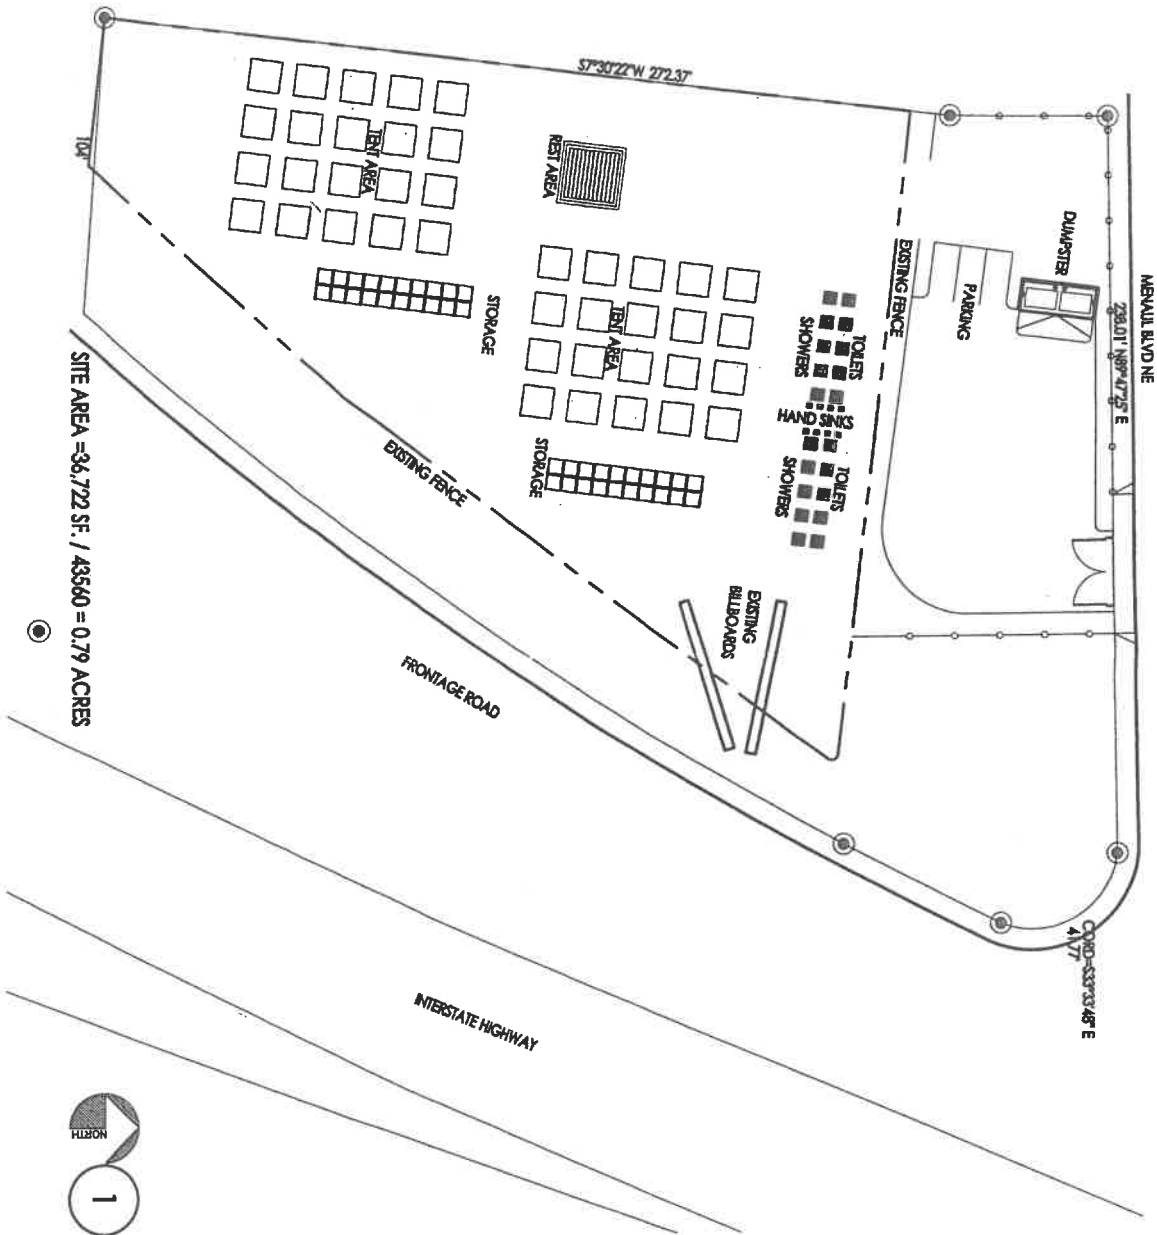 MENAUL BLVD NE
238.01' N89°47'25" E
S7°30'22"W 272.37'
DUMPSTER
PARKING
EXISTING FENCE
TOILETS
SHOWERS
HAND SINKS
TOILETS
SHOWERS
REST AREA
TENT AREA
TENT AREA
STORAGE
STORAGE
EXISTING
BILLBOARDS
EXISTING FENCE
104'
FRONTAGE ROAD
CORD=S33°33'48" E
41.77'
INTERSTATE HIGHWAY
SITE AREA =36,722 SF. / 43560 = 0.79 ACRES
NORTH
1